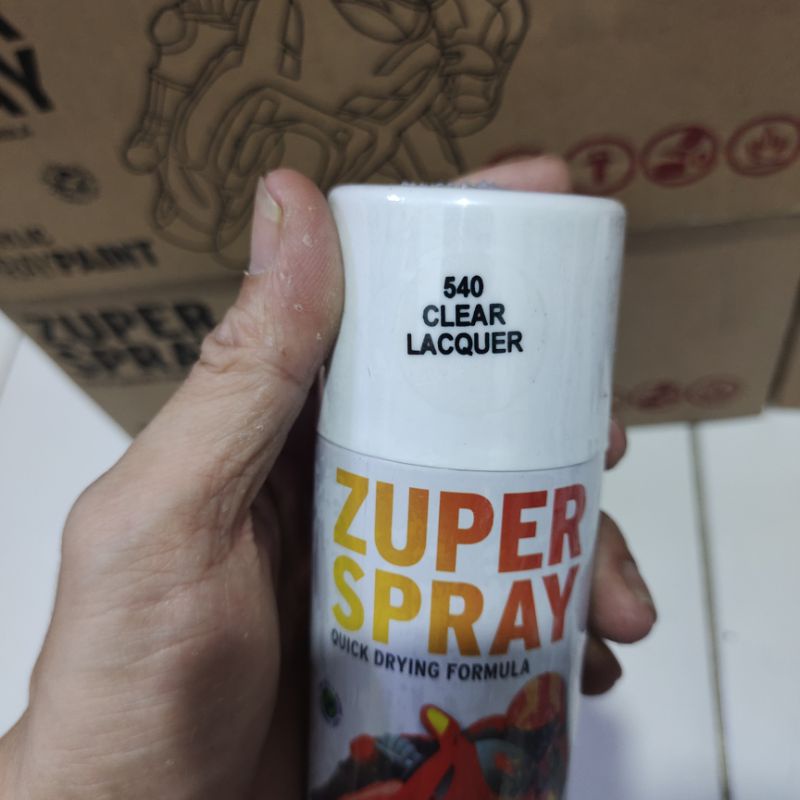 540
CLEAR
LACQUER
ZUPER
SPRAY
QUICK DRYING FORMULA
PAINT
ZUPER
SPRAY